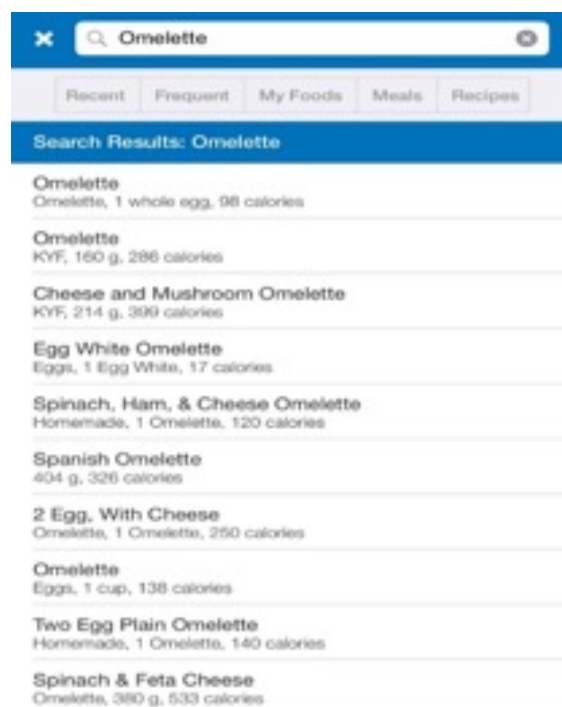 Omelette
Recent Frequent My Foods Meals Recipes
Search Results: Omelette
Omelette
Omelette, 1 whole egg, 98 calories
Omelette
KYF, 160 g, 286 calories
Cheese and Mushroom Omelette
KYF, 214 g, 399 calories
Egg White Omelette
Eggs, 1 Egg White, 17 calories
Spinach, Ham, & Cheese Omelette
Homemade, 1 Omelette, 120 calories
Spanish Omelette
404 g, 326 calories
2 Egg, With Cheese
Omelette, 1 Omelette, 250 calories
Omelette
Eggs, 1 cup, 138 calories
Two Egg Plain Omelette
Homemade, 1 Omelette, 140 calories
Spinach & Feta Cheese
Omelette, 380 g, 533 calories